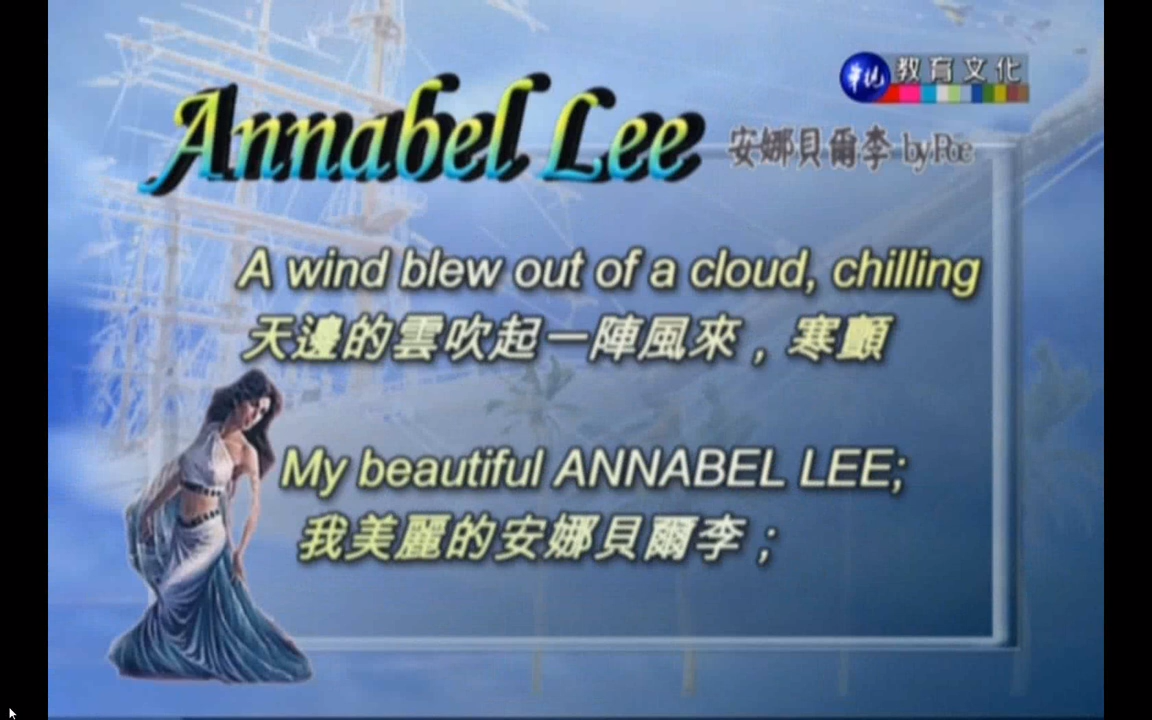 華視 教育文化
Annabel Lee 安娜貝爾李 by Poe
A wind blew out of a cloud, chilling
天邊的雲吹起一陣風來，寒顫
My beautiful ANNABEL LEE;
我美麗的安娜貝爾李；